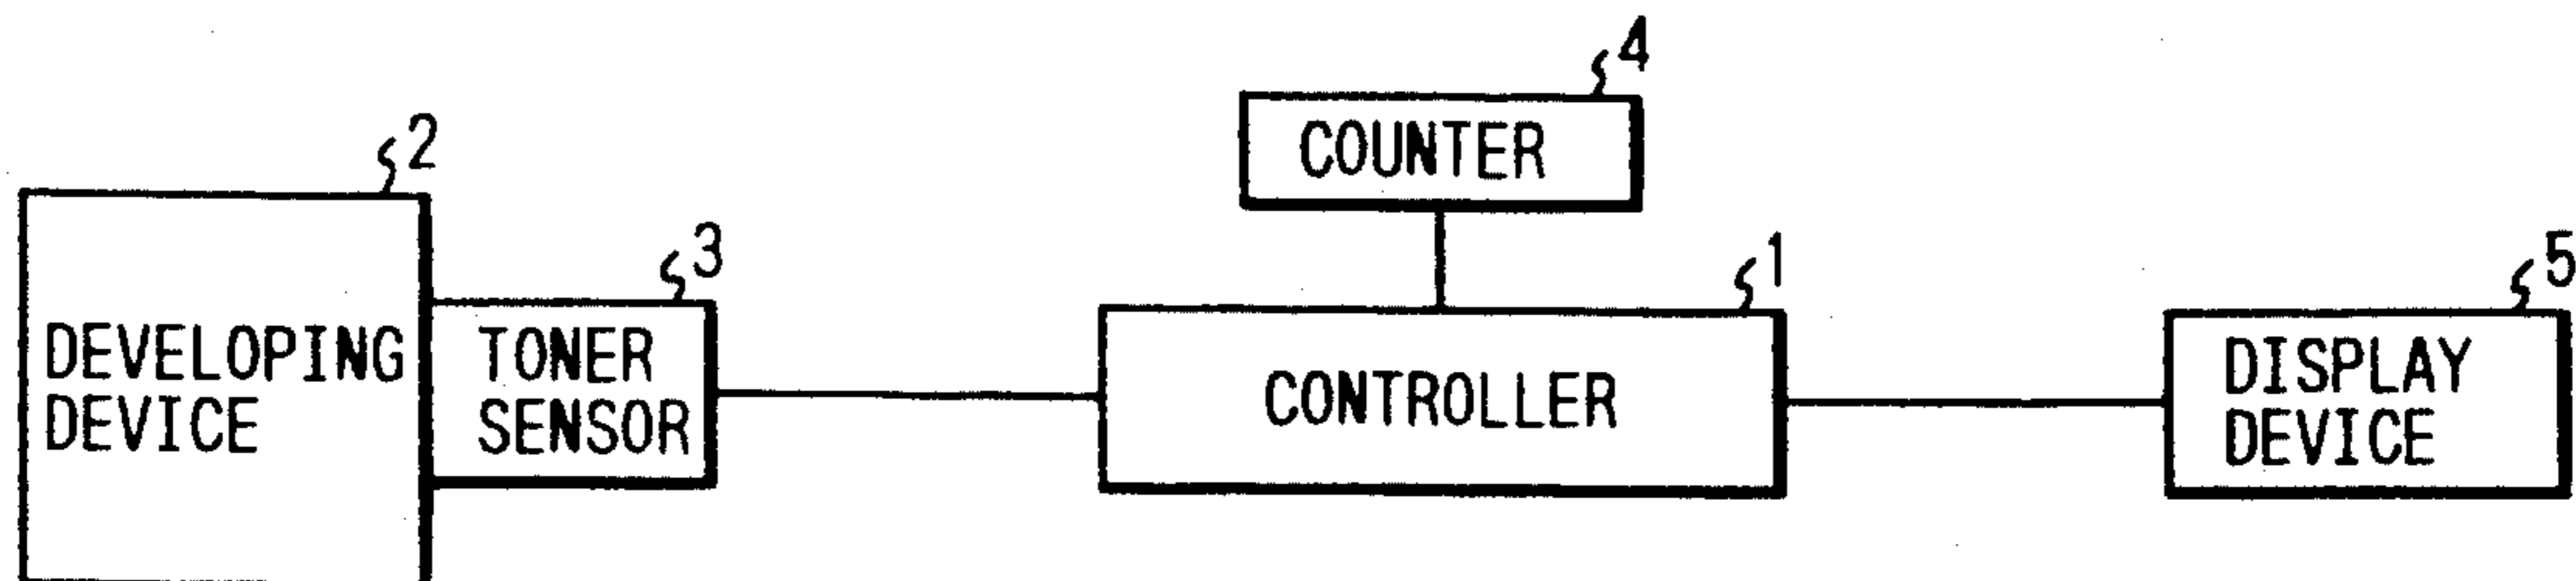 4
COUNTER
2
3
1
5
DEVELOPING
DEVICE
TONER
SENSOR
CONTROLLER
DISPLAY
DEVICE